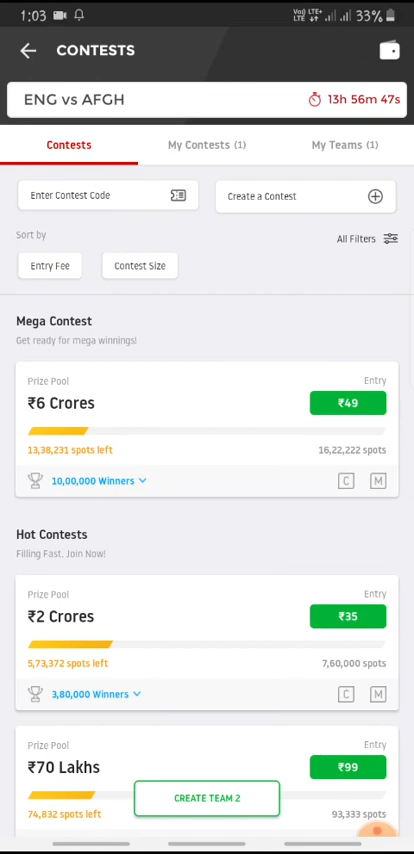 1:03 Vo) LTE LTE+ 33%
CONTESTS
ENG vs AFGH 13h 56m 47s
Contests My Contests (1) My Teams (1)
Enter Contest Code Create a Contest
Sort by All Filters
Entry Fee Contest Size
Mega Contest
Get ready for mega winnings!
Prize Pool Entry
₹6 Crores ₹49
13,38,231 spots left 16,22,222 spots
10,00,000 Winners C M
Hot Contests
Filling Fast. Join Now!
Prize Pool Entry
₹2 Crores ₹35
5,73,372 spots left 7,60,000 spots
3,80,000 Winners C M
Prize Pool Entry
₹70 Lakhs ₹99
CREATE TEAM 2
74,832 spots left 93,333 spots